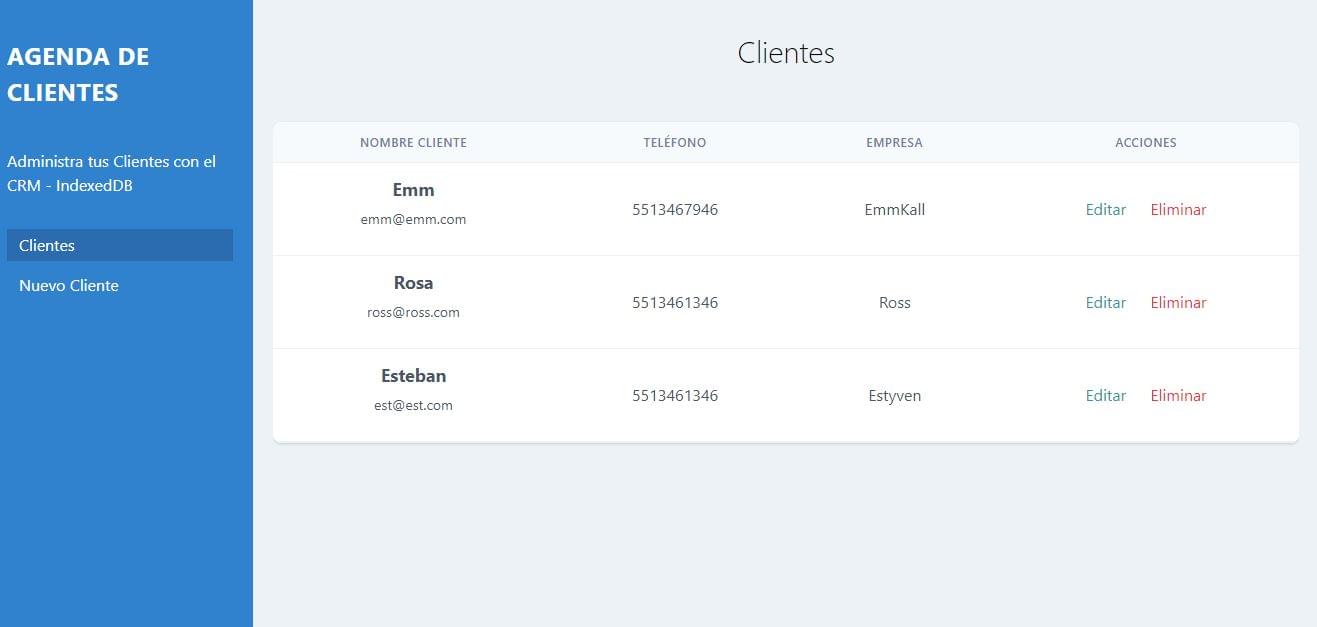 AGENDA DE
CLIENTES
Administra tus Clientes con el
CRM - IndexedDB
Clientes
Nuevo Cliente
Clientes
NOMBRE CLIENTE TELÉFONO EMPRESA ACCIONES
Emm
emm@emm.com
5513467946 EmmKall Editar Eliminar
Rosa
ross@ross.com
5513461346 Ross Editar Eliminar
Esteban
est@est.com
5513461346 Estyven Editar Eliminar